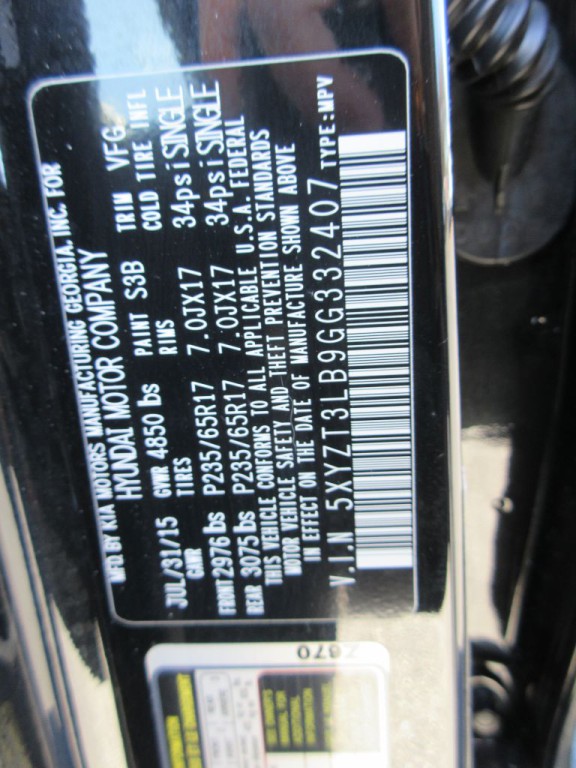 MFD BY KIA MOTORS MANUFACTURING GEORGIA. INC. FOR
HYUNDAI MOTOR COMPANY
JUL/31/15 GVWR 4850 lbs PAINT S3B TRIM VFG
GAWR TIRES RIMS COLD TIRE INFL
FRONT 2976 lbs P235/65R17 7.0JX17 34psi SINGLE
REAR 3075 lbs P235/65R17 7.0JX17 34psi SINGLE
THIS VEHICLE CONFORMS TO ALL APPLICABLE U.S.A. FEDERAL
MOTOR VEHICLE SAFETY AND THEFT PREVENTION STANDARDS
IN EFFECT ON THE DATE OF MANUFACTURE SHOWN ABOVE
V.I.N 5XYZT3LB9GG332407 TYPE:MPV
Z670